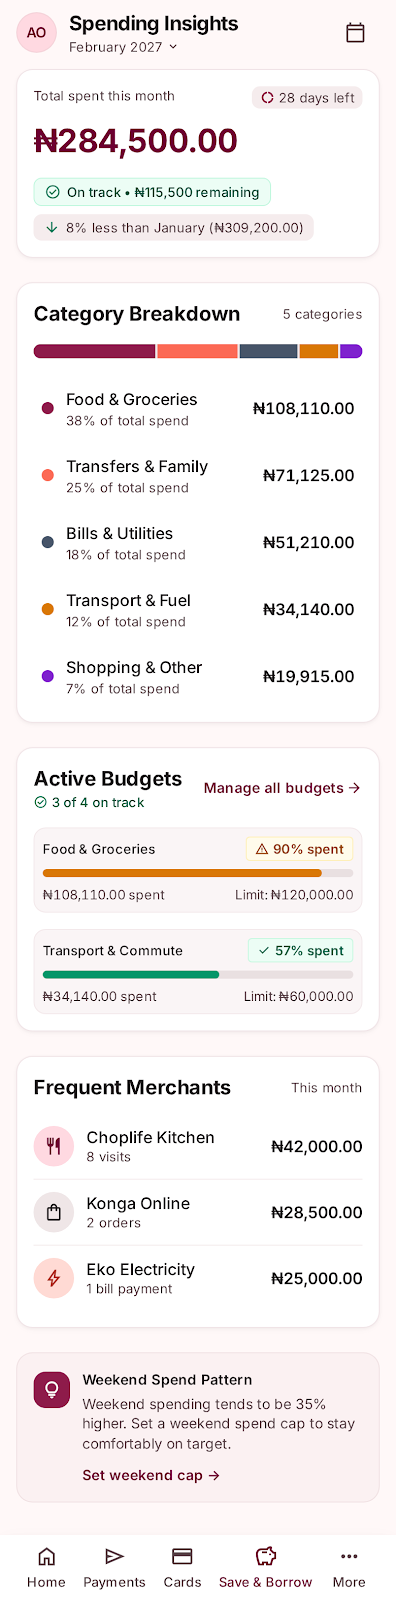 AO
Spending Insights
February 2027
Total spent this month
28 days left
₦284,500.00
On track • ₦115,500 remaining
8% less than January (₦309,200.00)
Category Breakdown
5 categories
Food & Groceries
38% of total spend
₦108,110.00
Transfers & Family
25% of total spend
₦71,125.00
Bills & Utilities
18% of total spend
₦51,210.00
Transport & Fuel
12% of total spend
₦34,140.00
Shopping & Other
7% of total spend
₦19,915.00
Active Budgets
3 of 4 on track
Manage all budgets →
Food & Groceries
90% spent
₦108,110.00 spent
Limit: ₦120,000.00
Transport & Commute
57% spent
₦34,140.00 spent
Limit: ₦60,000.00
Frequent Merchants
This month
Choplife Kitchen
8 visits
₦42,000.00
Konga Online
2 orders
₦28,500.00
Eko Electricity
1 bill payment
₦25,000.00
Weekend Spend Pattern
Weekend spending tends to be 35%
higher. Set a weekend spend cap to stay
comfortably on target.
Set weekend cap →
Home
Payments
Cards
Save & Borrow
More